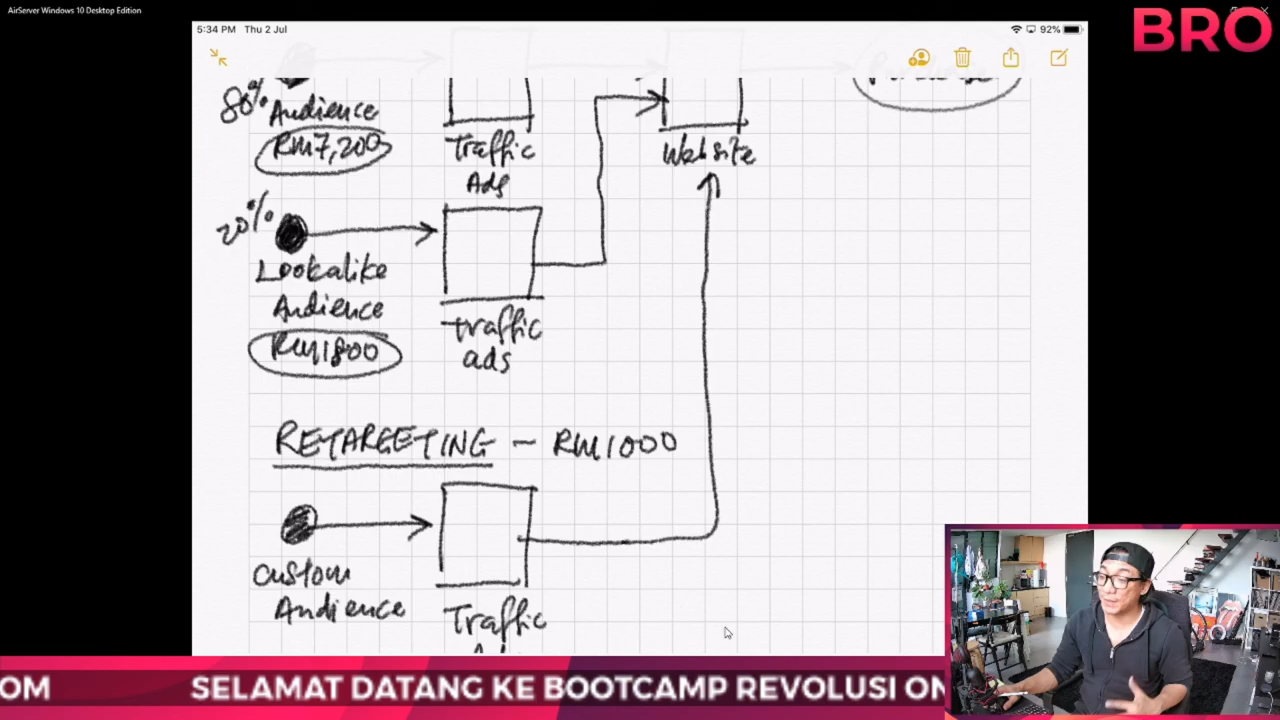 AirServer Windows 10 Desktop Edition
BRO
5:34 PM Thu 2 Jul
92%
80%
Audience
RM7,200
Traffic
Ads
Website
20%
Lookalike
Audience
RM1800
traffic
ads
RETARGETING - RM1000
custom
Audience
Traffic
OM
SELAMAT DATANG KE BOOTCAMP REVOLUSI ON